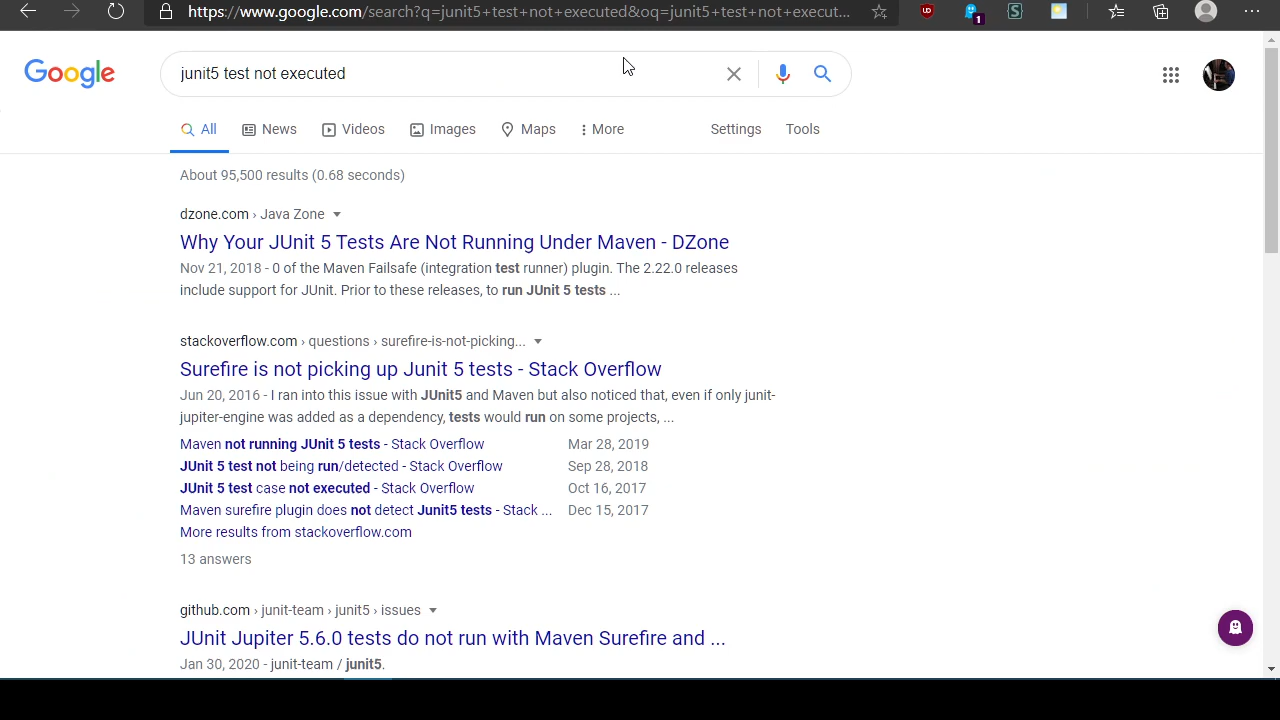 https://www.google.com/search?q=junit5+test+not+executed&oq=junit5+test+not+execut...
1
Google
junit5 test not executed
All News Videos Images Maps More Settings Tools
About 95,500 results (0.68 seconds)
dzone.com › Java Zone
Why Your JUnit 5 Tests Are Not Running Under Maven - DZone
Nov 21, 2018 - 0 of the Maven Failsafe (integration test runner) plugin. The 2.22.0 releases
include support for JUnit. Prior to these releases, to run JUnit 5 tests ...
stackoverflow.com › questions › surefire-is-not-picking...
Surefire is not picking up Junit 5 tests - Stack Overflow
Jun 20, 2016 - I ran into this issue with JUnit5 and Maven but also noticed that, even if only junit-
jupiter-engine was added as a dependency, tests would run on some projects, ...
Maven not running JUnit 5 tests - Stack Overflow Mar 28, 2019
JUnit 5 test not being run/detected - Stack Overflow Sep 28, 2018
JUnit 5 test case not executed - Stack Overflow Oct 16, 2017
Maven surefire plugin does not detect Junit5 tests - Stack ... Dec 15, 2017
More results from stackoverflow.com
13 answers
github.com › junit-team › junit5 › issues
JUnit Jupiter 5.6.0 tests do not run with Maven Surefire and ...
Jan 30, 2020 - junit-team / junit5.